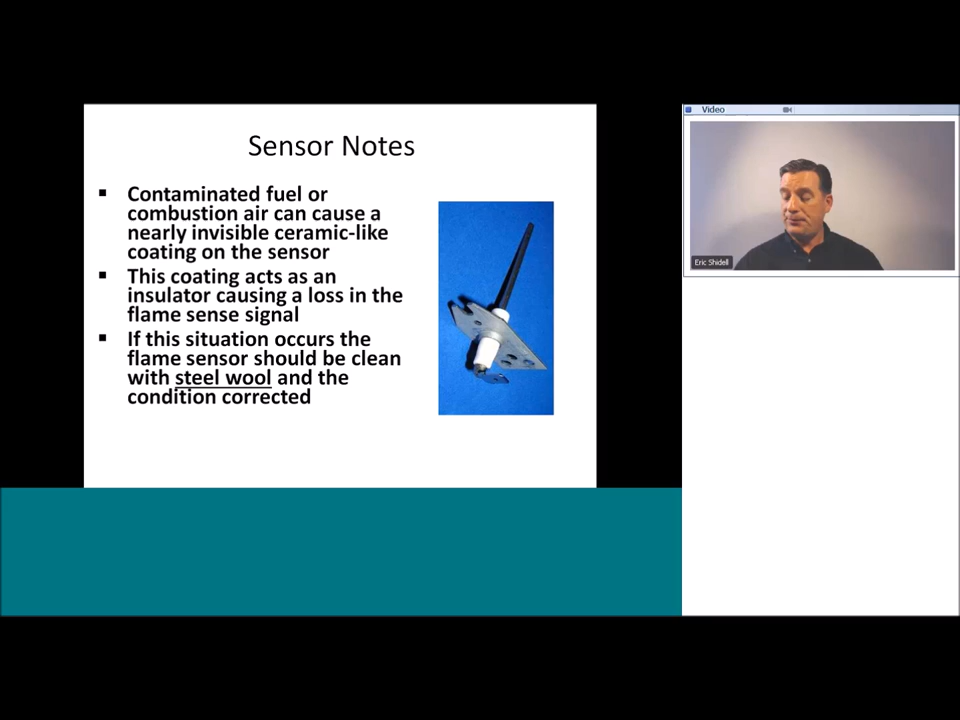 Sensor Notes
▪ Contaminated fuel or
combustion air can cause a
nearly invisible ceramic-like
coating on the sensor
▪ This coating acts as an
insulator causing a loss in the
flame sense signal
▪ If this situation occurs the
flame sensor should be clean
with steel wool and the
condition corrected
Video
Eric Shidell